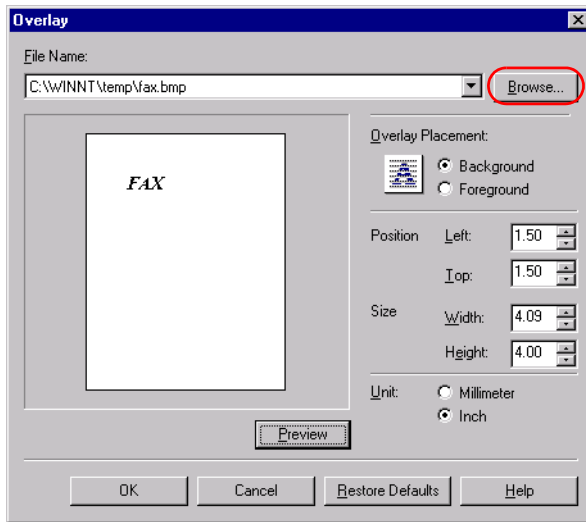 Overlay
File Name:
C:\WINNT\temp\fax.bmp
Browse...
FAX
Overlay Placement:
Background
Foreground
Position Left: 1.50
Top: 1.50
Size Width: 4.09
Height: 4.00
Unit: Millimeter
Inch
Preview
OK Cancel Restore Defaults Help